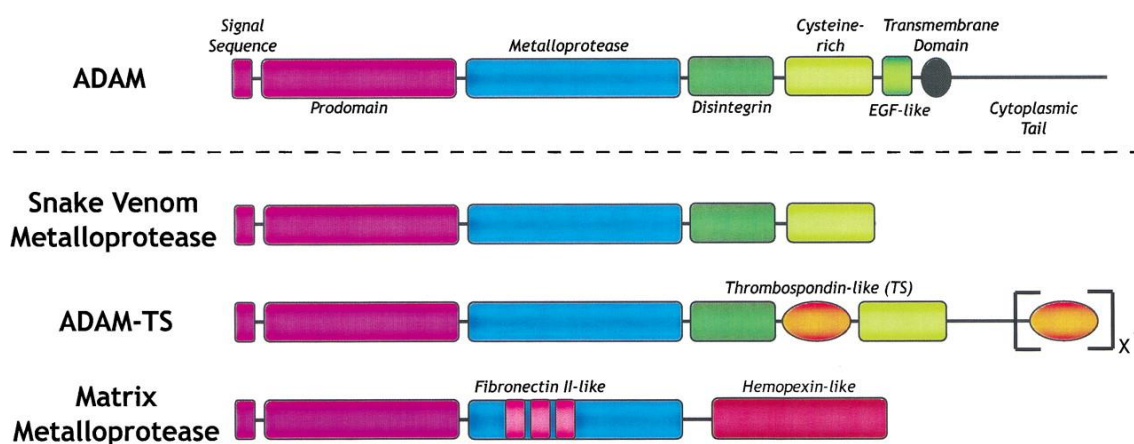 Signal
Sequence
Metalloprotease
Cysteine-
rich
Transmembrane
Domain
ADAM
Prodomain
Disintegrin
EGF-like
Cytoplasmic
Tail
Snake Venom
Metalloprotease
Thrombospondin-like (TS)
ADAM-TS
X
Matrix
Metalloprotease
Fibronectin II-like
Hemopexin-like